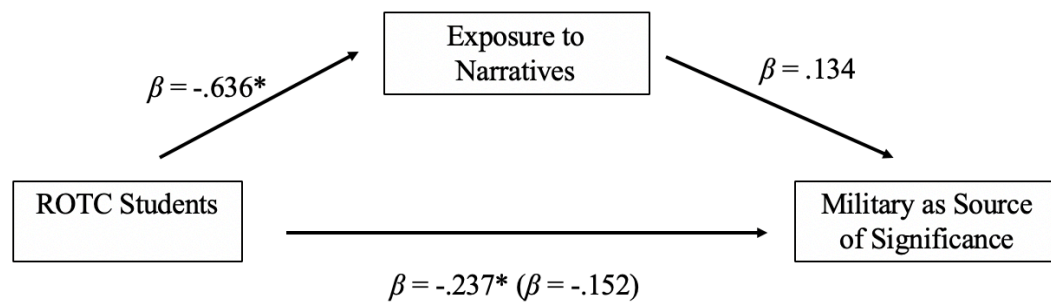 Exposure to
Narratives
β = -.636*
β = .134
ROTC Students
Military as Source
of Significance
β = -.237* (β = -.152)